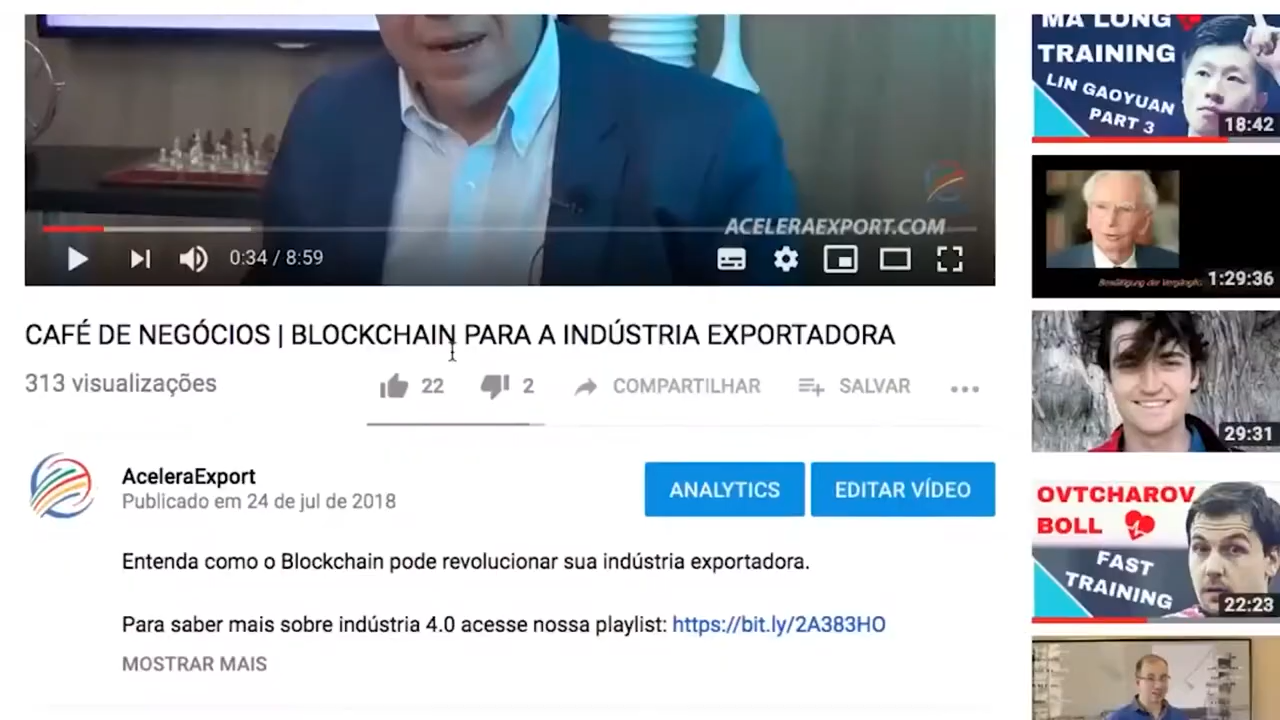 ACELERAEXPORT.COM
0:34 / 8:59
CAFÉ DE NEGÓCIOS | BLOCKCHAIN PARA A INDÚSTRIA EXPORTADORA
313 visualizações
22
2
COMPARTILHAR
SALVAR
AceleraExport
Publicado em 24 de jul de 2018
ANALYTICS
EDITAR VÍDEO
Entenda como o Blockchain pode revolucionar sua indústria exportadora.
Para saber mais sobre indústria 4.0 acesse nossa playlist: https://bit.ly/2A383HO
MOSTRAR MAIS
MA LONG
TRAINING
LIN GAOYUAN
PART 3
18:42
1:29:36
29:31
OVTCHAROV
BOLL
FAST
TRAINING
22:23